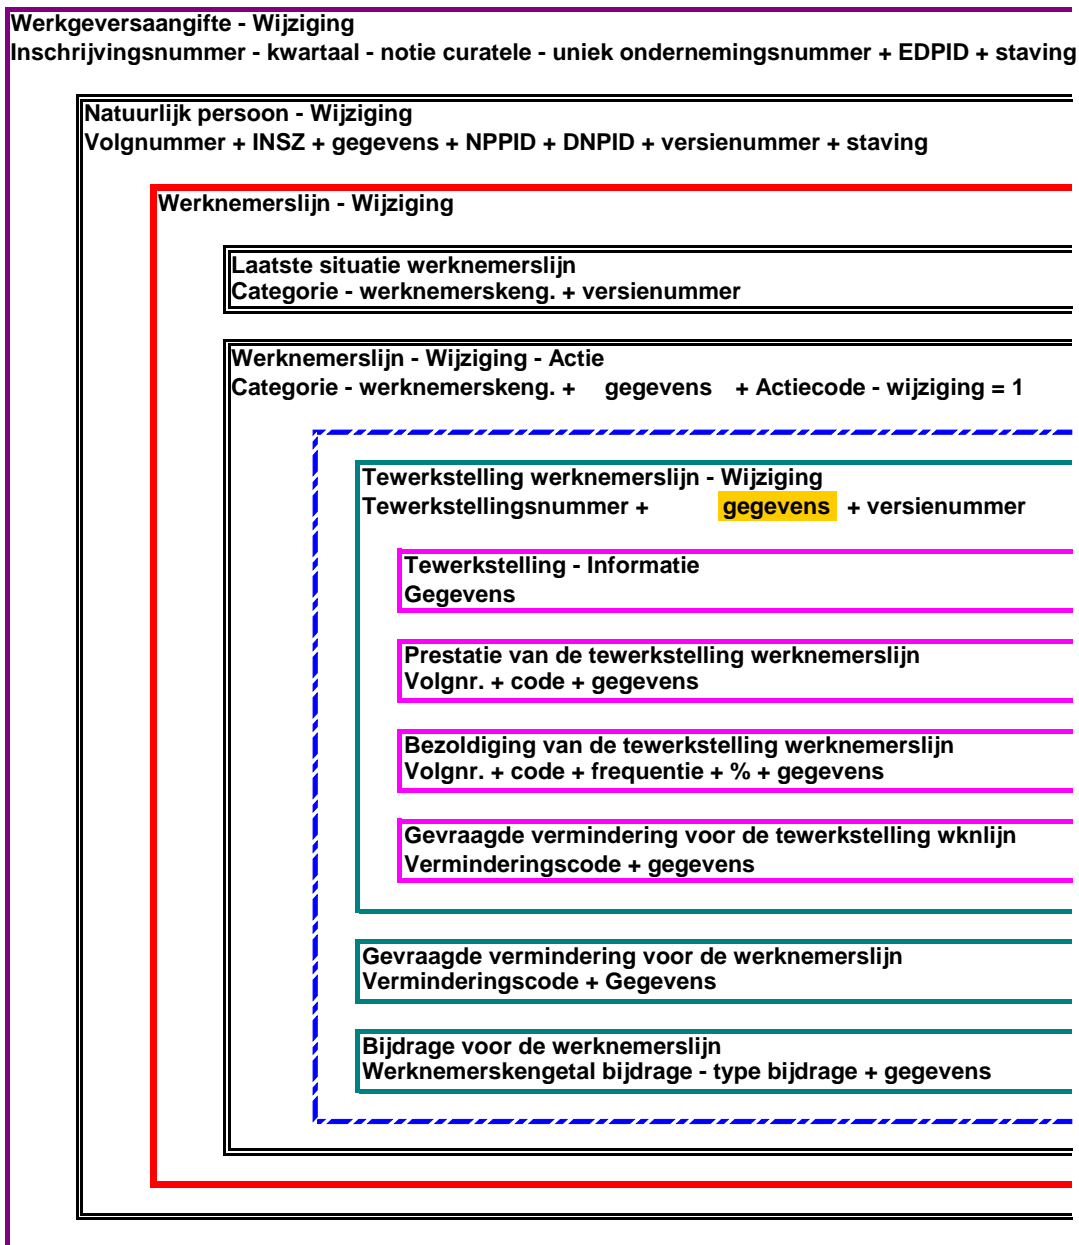 Werkgeversaangifte - Wijziging
Inschrijvingsnummer - kwartaal - notie curatele - uniek ondernemingsnummer + EDPID + staving
Natuurlijk persoon - Wijziging
Volgnummer + INSZ + gegevens + NPPID + DNPID + versienummer + staving
Werknemerslijn - Wijziging
Laatste situatie werknemerslijn
Categorie - werknemerskeng. + versienummer
Werknemerslijn - Wijziging - Actie
Categorie - werknemerskeng. + gegevens + Actiecode - wijziging = 1
Tewerkstelling werknemerslijn - Wijziging
Tewerkstellingsnummer + gegevens + versienummer
Tewerkstelling - Informatie
Gegevens
Prestatie van de tewerkstelling werknemerslijn
Volgnr. + code + gegevens
Bezoldiging van de tewerkstelling werknemerslijn
Volgnr. + code + frequentie + % + gegevens
Gevraagde vermindering voor de tewerkstelling wknlijn
Verminderingscode + gegevens
Gevraagde vermindering voor de werknemerslijn
Verminderingscode + Gegevens
Bijdrage voor de werknemerslijn
Werknemerskengetal bijdrage - type bijdrage + gegevens